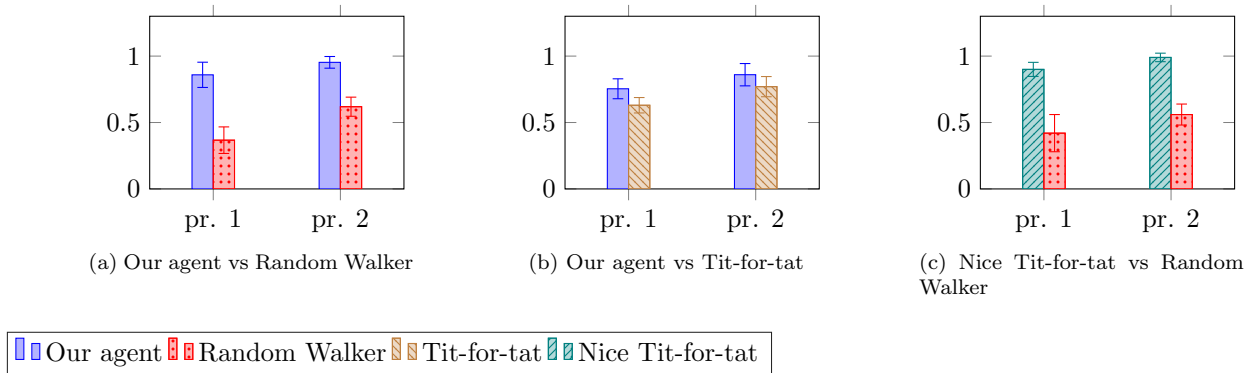 1
0.5
0
pr. 1 pr. 2
(a) Our agent vs Random Walker
1
0.5
0
pr. 1 pr. 2
(b) Our agent vs Tit-for-tat
1
0.5
0
pr. 1 pr. 2
(c) Nice Tit-for-tat vs Random
Walker
Our agent Random Walker Tit-for-tat Nice Tit-for-tat